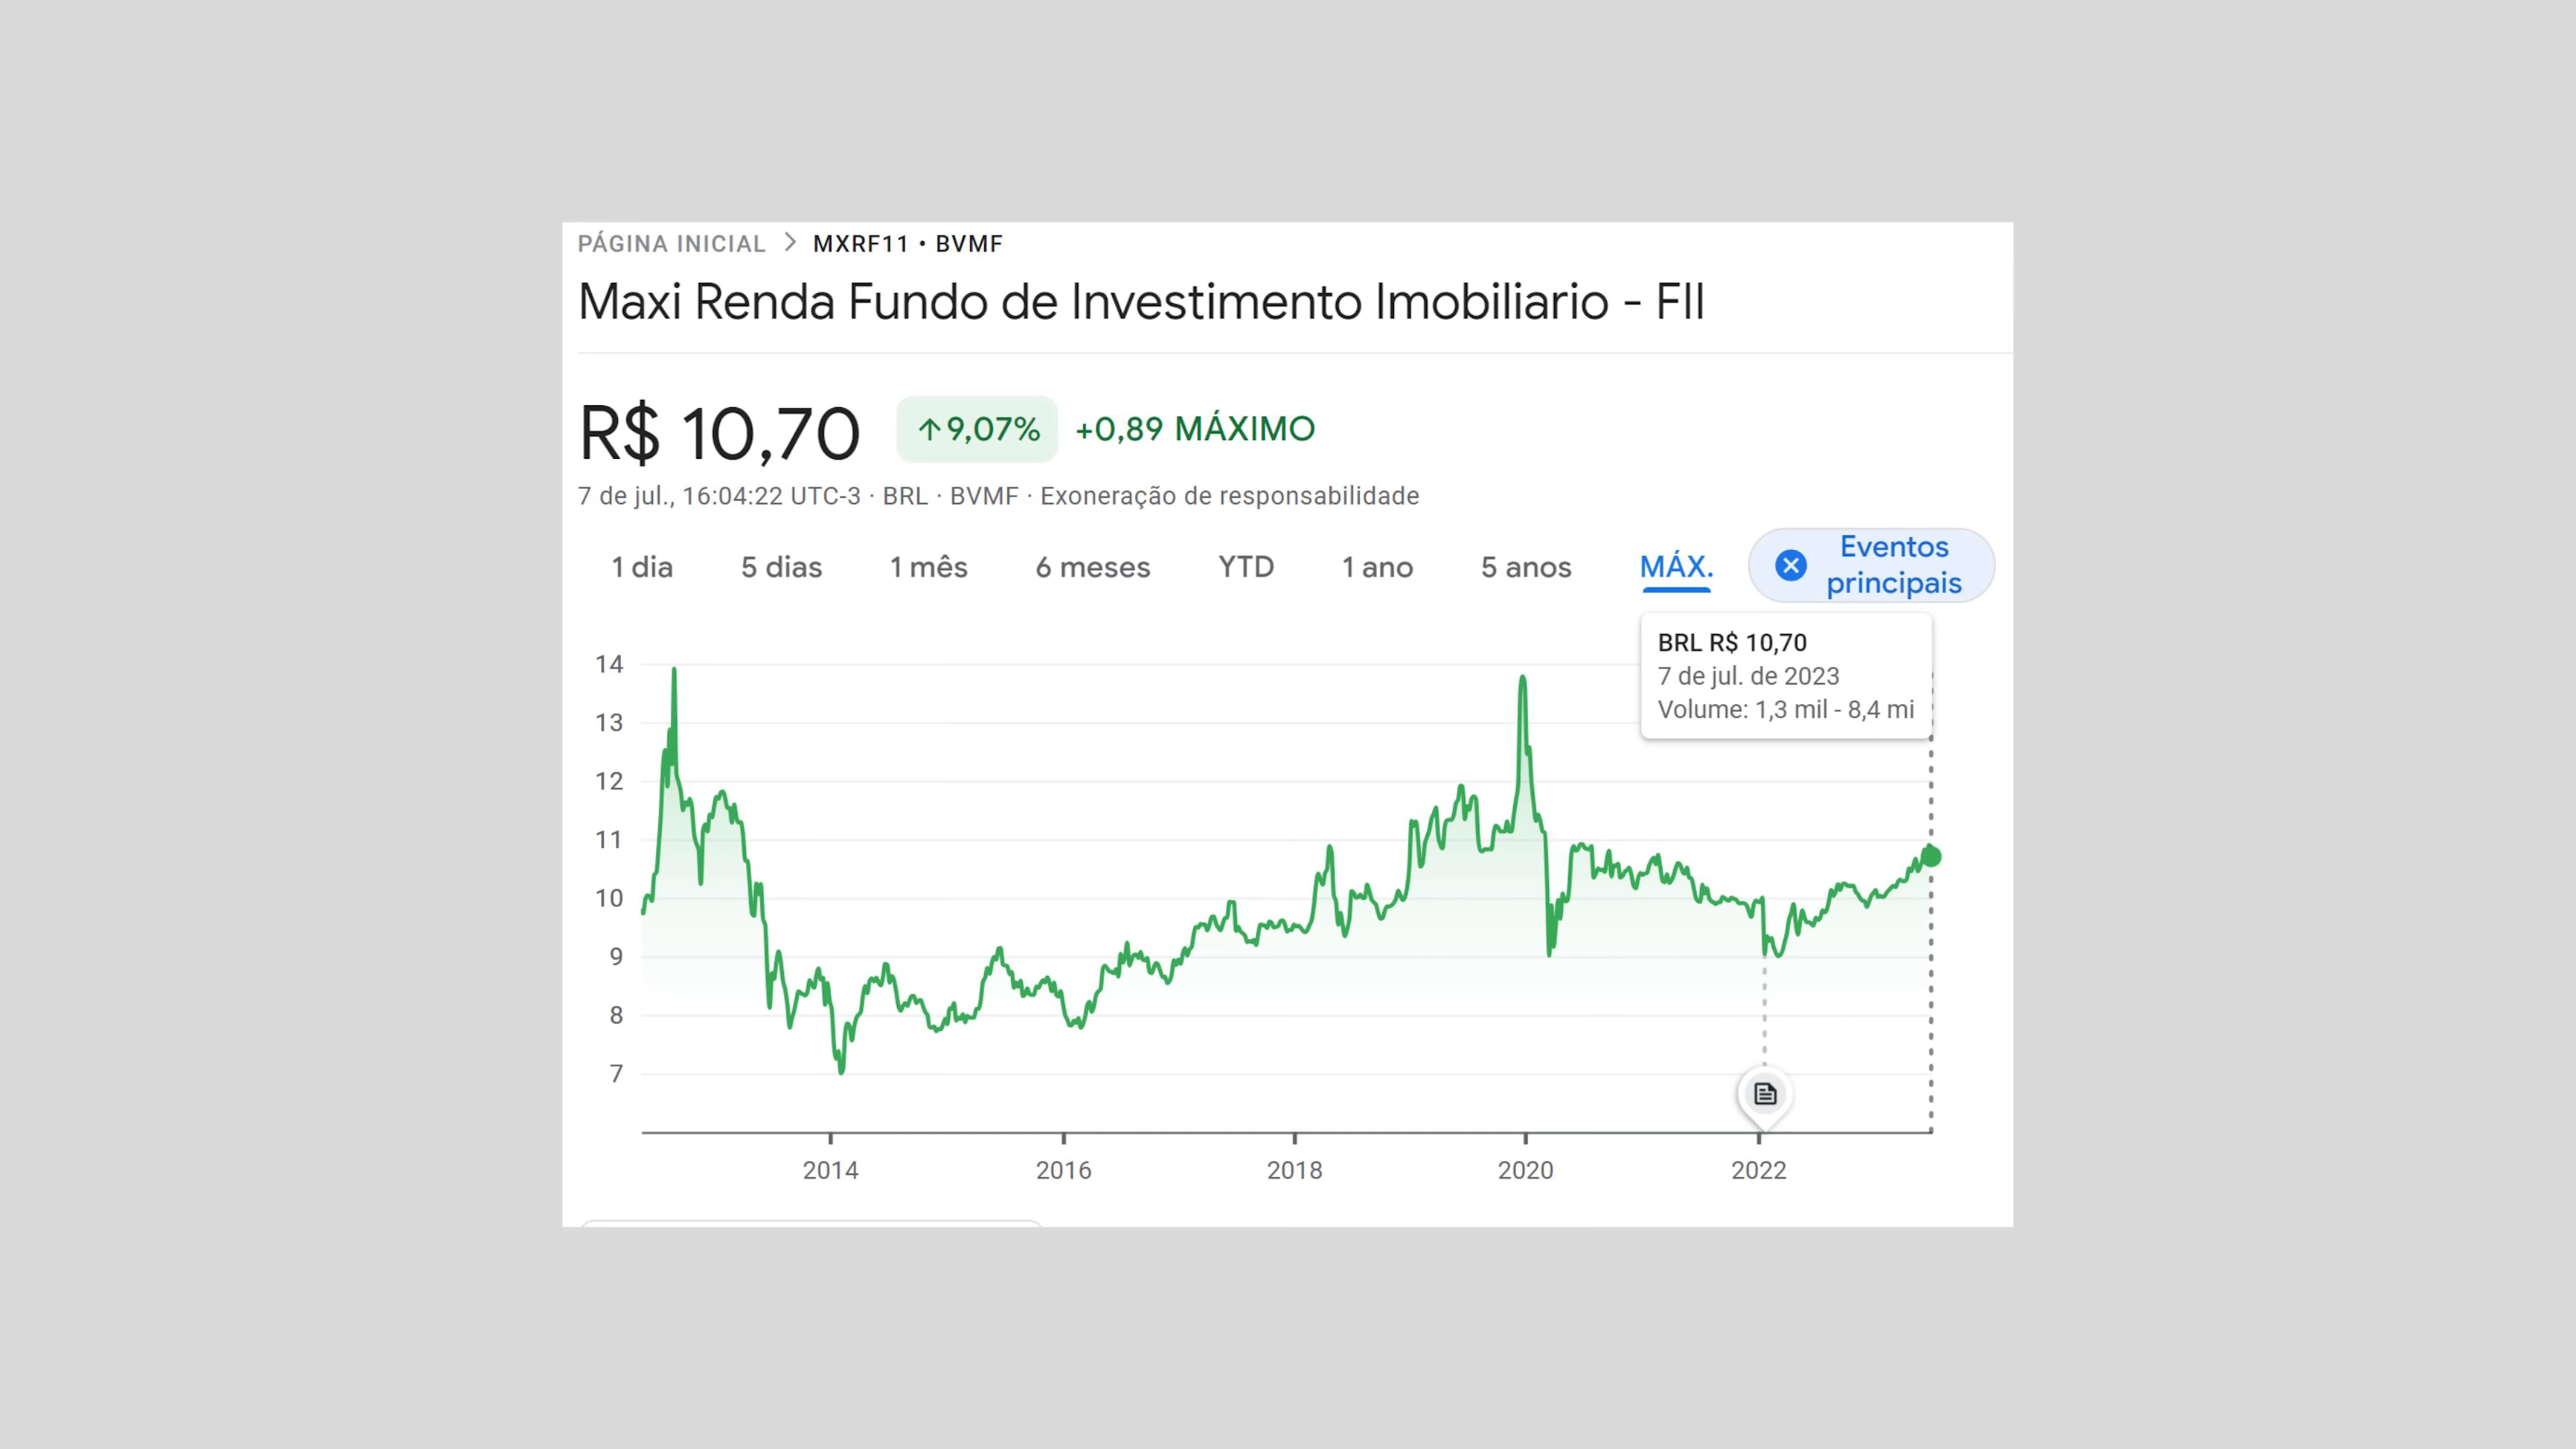 PÁGINA INICIAL > MXRF11 • BVMF
Maxi Renda Fundo de Investimento Imobiliario - FII
R$ 10,70 ↑9,07% +0,89 MÁXIMO
7 de jul., 16:04:22 UTC-3 · BRL · BVMF · Exoneração de responsabilidade
1 dia 5 dias 1 mês 6 meses YTD 1 ano 5 anos MÁX.
Eventos
principais
BRL R$ 10,70
7 de jul. de 2023
Volume: 1,3 mil - 8,4 mi
14
13
12
11
10
9
8
7
2014 2016 2018 2020 2022